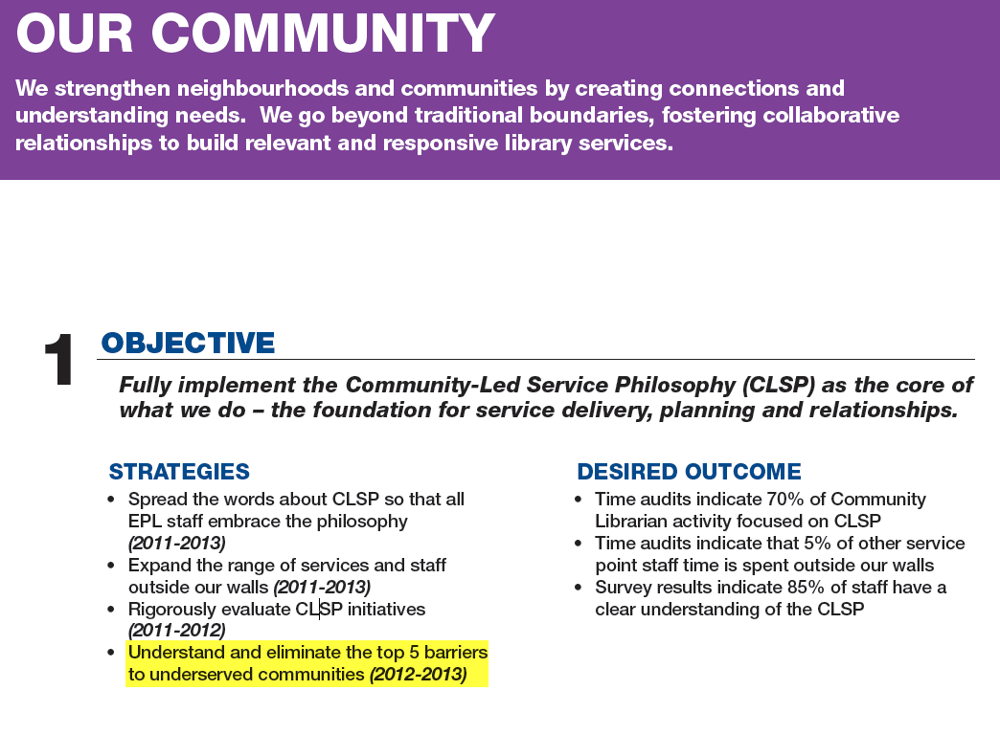 OUR COMMUNITY
We strengthen neighbourhoods and communities by creating connections and
understanding needs.  We go beyond traditional boundaries, fostering collaborative
relationships to build relevant and responsive library services.
1
OBJECTIVE
Fully implement the Community-Led Service Philosophy (CLSP) as the core of
what we do – the foundation for service delivery, planning and relationships.
STRATEGIES
• Spread the words about CLSP so that all
EPL staff embrace the philosophy
(2011-2013)
• Expand the range of services and staff
outside our walls (2011-2013)
• Rigorously evaluate CLSP initiatives
(2011-2012)
• Understand and eliminate the top 5 barriers
to underserved communities (2012-2013)
DESIRED OUTCOME
• Time audits indicate 70% of Community
Librarian activity focused on CLSP
• Time audits indicate that 5% of other service
point staff time is spent outside our walls
• Survey results indicate 85% of staff have a
clear understanding of the CLSP